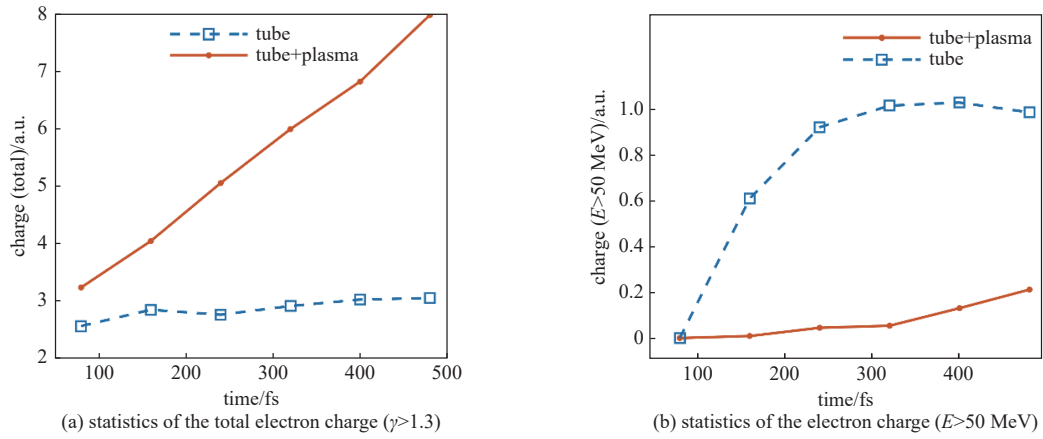 8
7
6
5
4
3
2
charge (total)/a.u.
tube
tube+plasma
100 200 300 400 500
time/fs
(a) statistics of the total electron charge (γ>1.3)
1.0
0.8
0.6
0.4
0.2
0
charge (E>50 MeV)/a.u.
tube+plasma
tube
100 200 300 400
time/fs
(b) statistics of the electron charge (E>50 MeV)